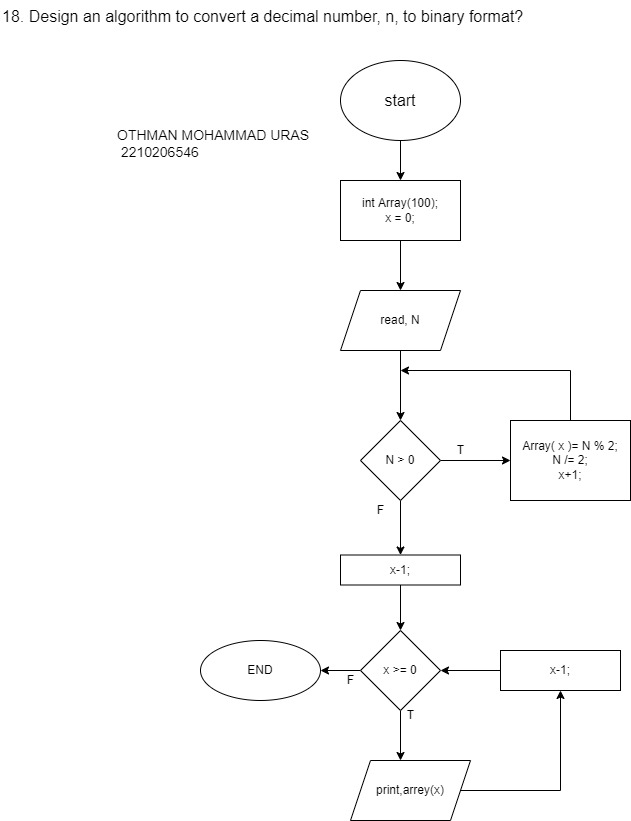 18. Design an algorithm to convert a decimal number, n, to binary format?
start
OTHMAN MOHAMMAD URAS
2210206546
int Array(100);
x = 0;
read, N
N > 0
T
Array( x )= N % 2;
N /= 2;
x+1;
F
x-1;
END
F
x >= 0
x-1;
T
print,arrey(x)